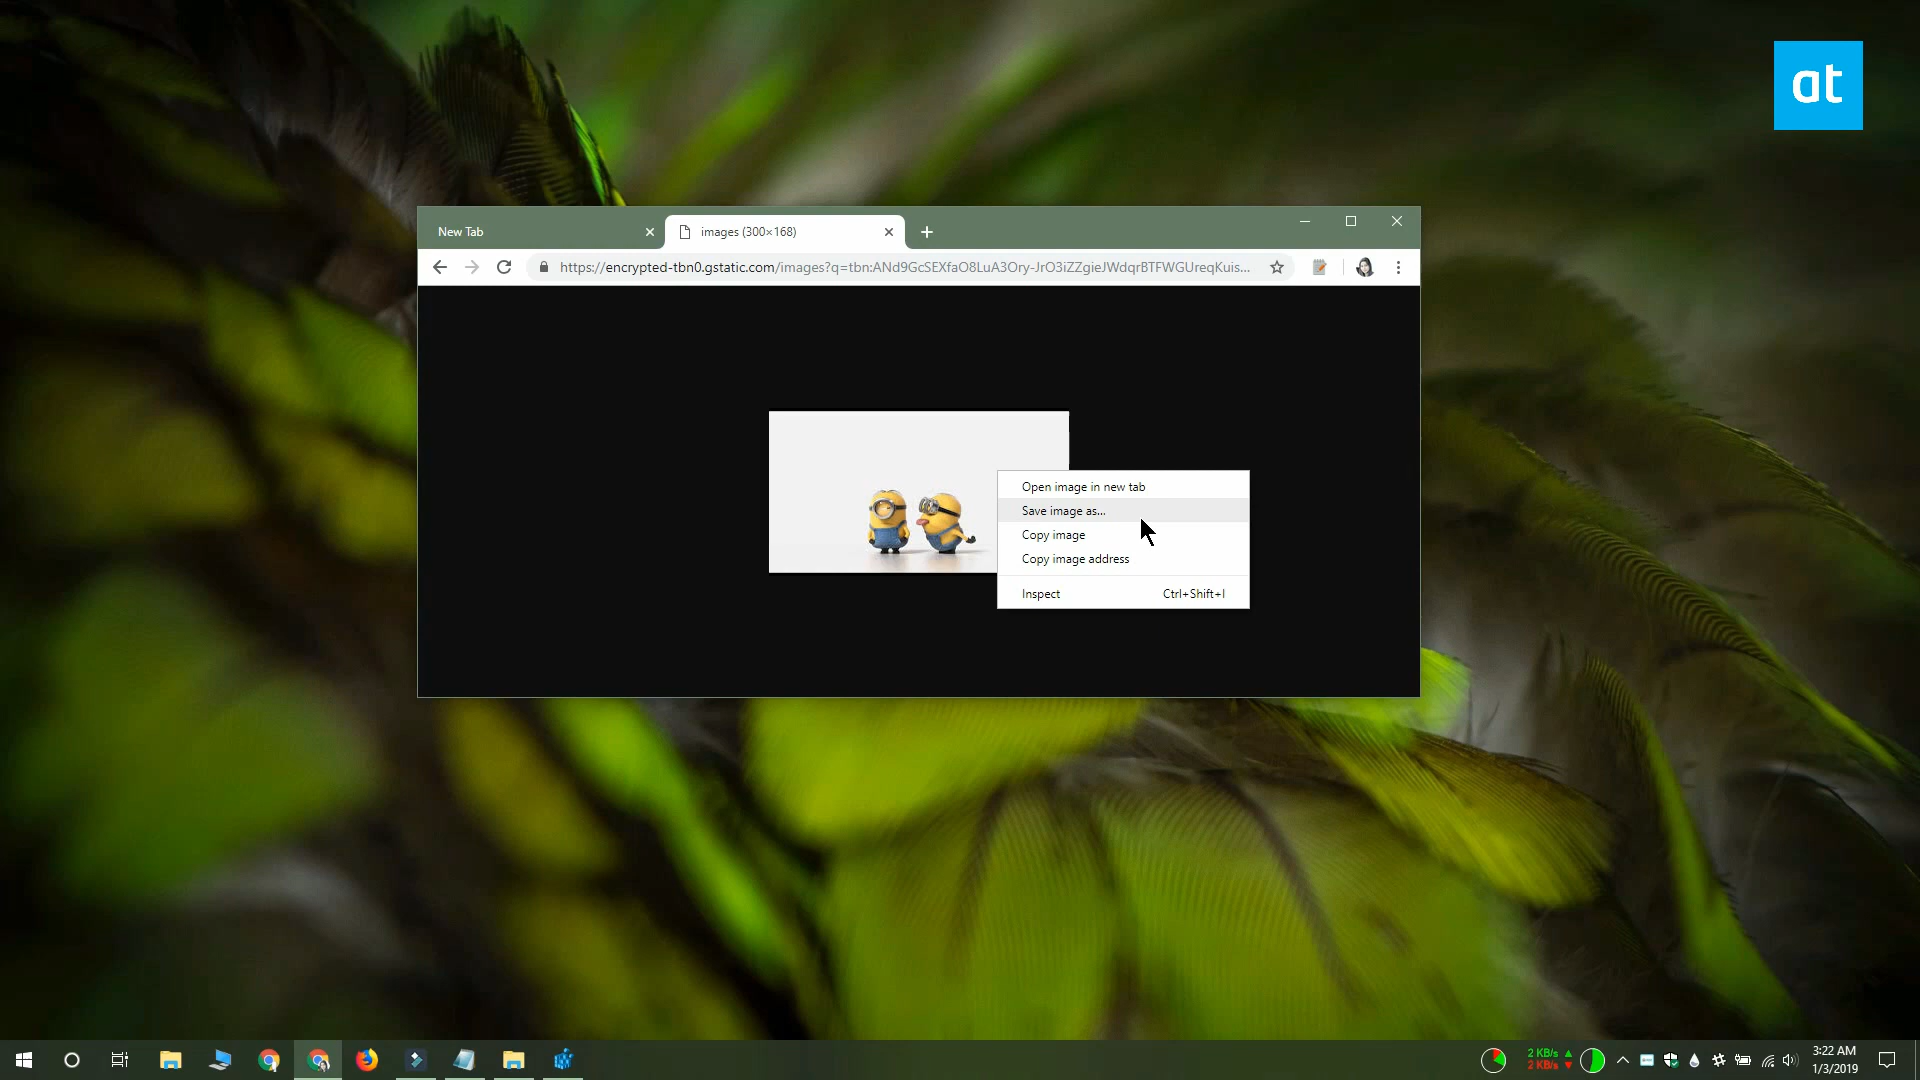 at
New Tab
images (300×168)
https://encrypted-tbn0.gstatic.com/images?q=tbn:ANd9GcSEXfaO8LuA3Ory-JrO3iZZgieJWdqrBTFWGUreqKuis...
Open image in new tab
Save image as...
Copy image
Copy image address
Inspect Ctrl+Shift+I
2 KB/s
2 KB/s
3:22 AM
1/3/2019